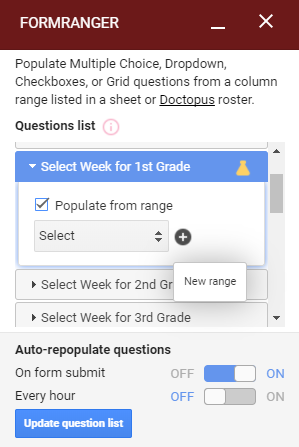 FORMRANGER
Populate Multiple Choice, Dropdown,
Checkboxes, or Grid questions from a column
range listed in a sheet or Doctopus roster.
Questions list
Select Week for 1st Grade
Populate from range
Select
New range
Select Week for 2nd Gr
Select Week for 3rd Grade
Auto-repopulate questions
On form submit OFF ON
Every hour OFF ON
Update question list